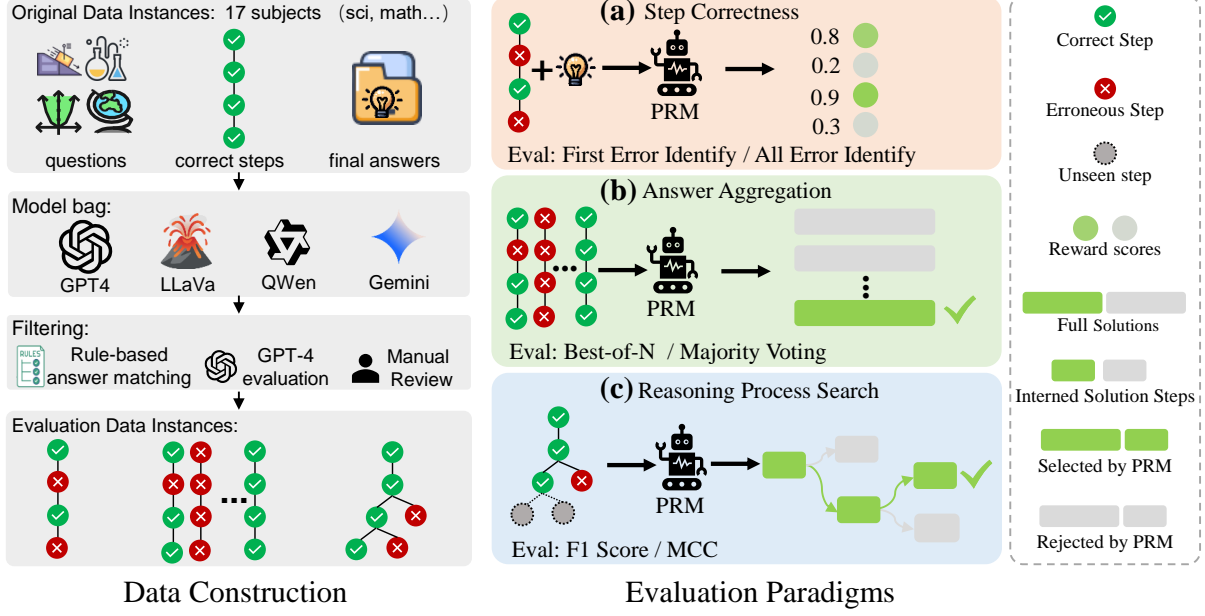 Original Data Instances: 17 subjects (sci, math…)
questions
correct steps
final answers
Model bag:
GPT4
LLaVa
QWen
Gemini
Filtering:
RULES
Rule-based
answer matching
GPT-4
evaluation
Manual
Review
Evaluation Data Instances:
Data Construction
(a) Step Correctness
PRM
0.8
0.2
0.9
0.3
Eval: First Error Identify / All Error Identify
(b) Answer Aggregation
PRM
Eval: Best-of-N / Majority Voting
(c) Reasoning Process Search
PRM
Eval: F1 Score / MCC
Evaluation Paradigms
Correct Step
Erroneous Step
Unseen step
Reward scores
Full Solutions
Interned Solution Steps
Selected by PRM
Rejected by PRM